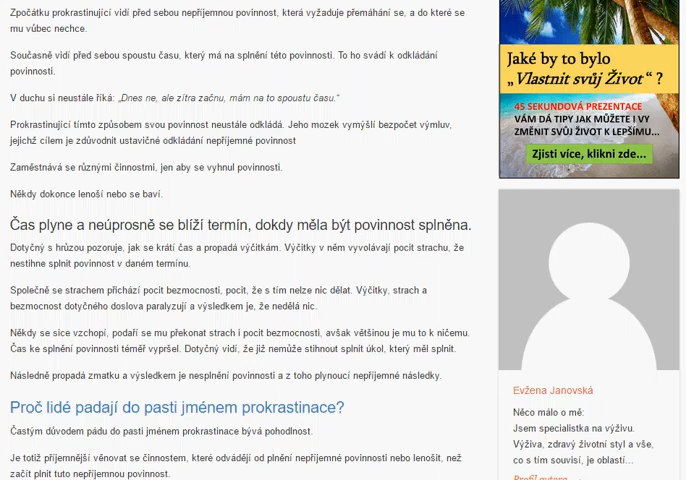 Zpočátku prokrastinující vidí před sebou nepříjemnou povinnost, která vyžaduje přemáhání se, a do které se
mu vůbec nechce.
Současně vidí před sebou spoustu času, který má na splnění této povinnosti. To ho svádí k odkládání
povinnosti.
V duchu si neustále říká: „Dnes ne, ale zítra začnu, mám na to spoustu času.“
Prokrastinující tímto způsobem svou povinnost neustále odkládá. Jeho mozek vymýšlí bezpočet výmluv,
jejichž cílem je zdůvodnit ustavičné odkládání nepříjemné povinnost
Zaměstnává se různými činnostmi, jen aby se vyhnul povinnosti.
Někdy dokonce lenoší nebo se baví.
Čas plyne a neúprosně se blíží termín, dokdy měla být povinnost splněna.
Dotyčný s hrůzou pozoruje, jak se krátí čas a propadá výčitkám. Výčitky v něm vyvolávají pocit strachu, že
nestihne splnit povinnost v daném termínu.
Společně se strachem přichází pocit bezmocnosti, pocit, že s tím nelze nic dělat. Výčitky, strach a
bezmocnost dotyčného doslova paralyzují a výsledkem je, že nedělá nic.
Někdy se sice vzchopí, podaří se mu překonat strach i pocit bezmocnosti, avšak většinou je mu to k ničemu.
Čas ke splnění povinnosti téměř vypršel. Dotyčný vidí, že již nemůže stihnout splnit úkol, který měl splnit.
Následně propadá zmatku a výsledkem je nesplnění povinnosti a z toho plynoucí nepříjemné následky.
Proč lidé padají do pasti jménem prokrastinace?
Častým důvodem pádu do pasti jménem prokrastinace bývá pohodlnost.
Je totiž příjemnější věnovat se činnostem, které odvádějí od plnění nepříjemné povinnosti nebo lenošit, než
začít plnit tuto nepříjemnou povinnost.
Jaké by to bylo
„Vlastnit svůj Život“ ?
45 SEKUNDOVÁ PREZENTACE
VÁM DÁ TIPY JAK MŮŽETE I VY
ZMĚNIT SVŮJ ŽIVOT K LEPŠÍMU...
Zjisti více, klikni zde...
Evžena Janovská
Něco málo o mě:
Jsem specialistka na výživu.
Výživa, zdravý životní styl a vše,
co s tím souvisí, je oblastí…
Profil autora